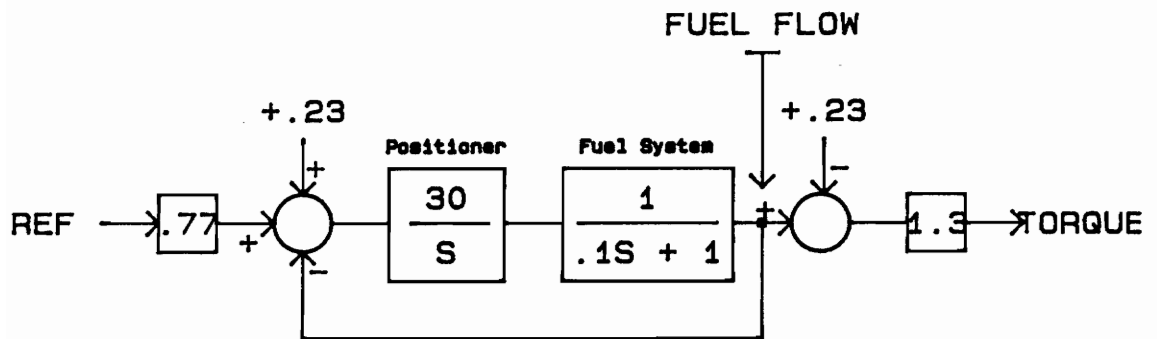 FUEL FLOW
+.23
+.23
Positioner
Fuel System
+
-
30
1
+
REF
.77
1.3
TORQUE
+
S
.1S + 1
-